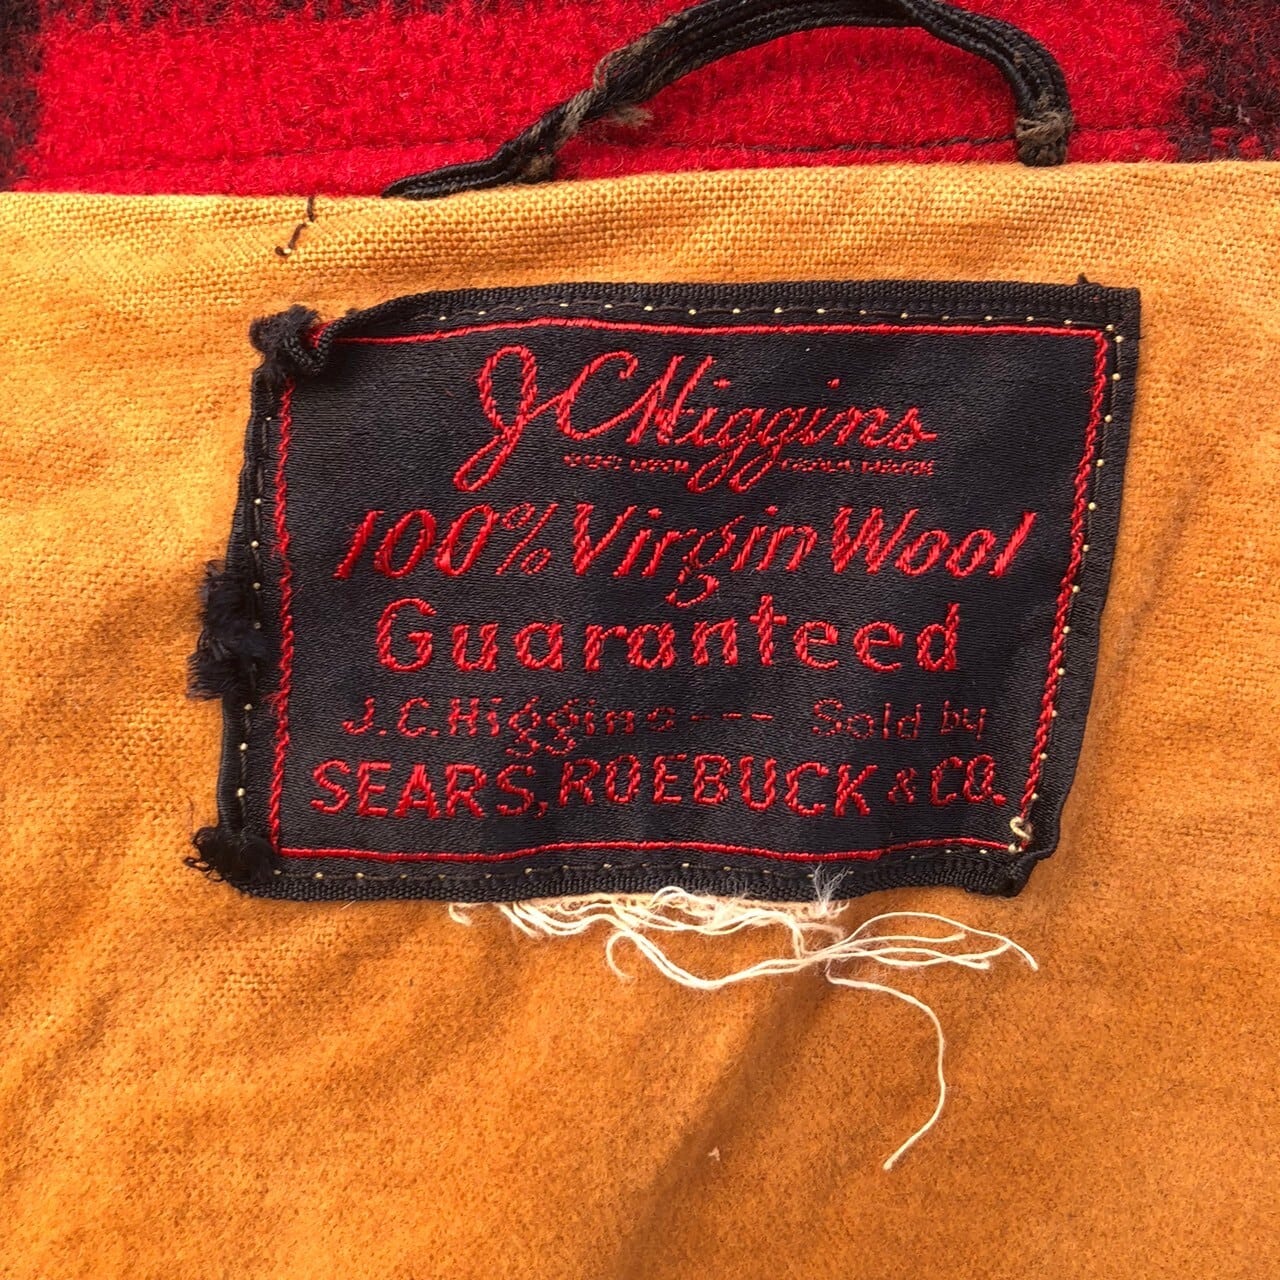 J.C.Higgins
100% Virgin Wool
Guaranteed
J.C.Higgins --- Sold by
SEARS, ROEBUCK & CO.